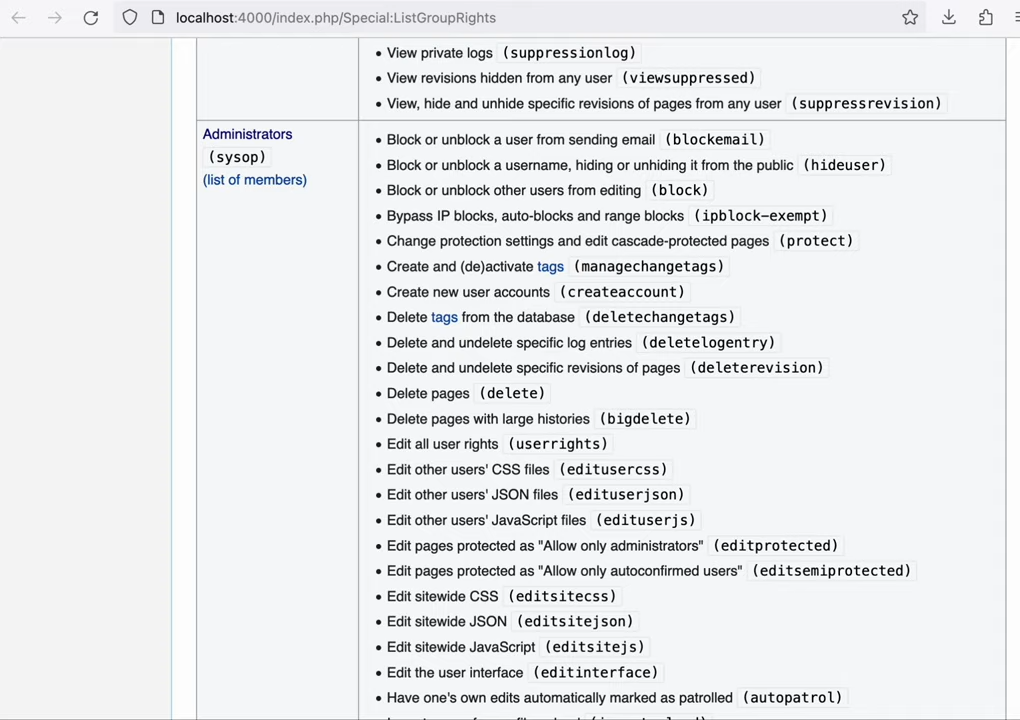 localhost:4000/index.php/Special:ListGroupRights
• View private logs (suppressionlog)
• View revisions hidden from any user (viewsuppressed)
• View, hide and unhide specific revisions of pages from any user (suppressrevision)
Administrators
(sysop)
(list of members)
• Block or unblock a user from sending email (blockemail)
• Block or unblock a username, hiding or unhiding it from the public (hideuser)
• Block or unblock other users from editing (block)
• Bypass IP blocks, auto-blocks and range blocks (ipblock-exempt)
• Change protection settings and edit cascade-protected pages (protect)
• Create and (de)activate tags (managechangetags)
• Create new user accounts (createaccount)
• Delete tags from the database (deletechangetags)
• Delete and undelete specific log entries (deletelogentry)
• Delete and undelete specific revisions of pages (deleterevision)
• Delete pages (delete)
• Delete pages with large histories (bigdelete)
• Edit all user rights (userrights)
• Edit other users' CSS files (editusercss)
• Edit other users' JSON files (edituserjson)
• Edit other users' JavaScript files (edituserjs)
• Edit pages protected as "Allow only administrators" (editprotected)
• Edit pages protected as "Allow only autoconfirmed users" (editsemiprotected)
• Edit sitewide CSS (editsitecss)
• Edit sitewide JSON (editsitejson)
• Edit sitewide JavaScript (editsitejs)
• Edit the user interface (editinterface)
• Have one's own edits automatically marked as patrolled (autopatrol)